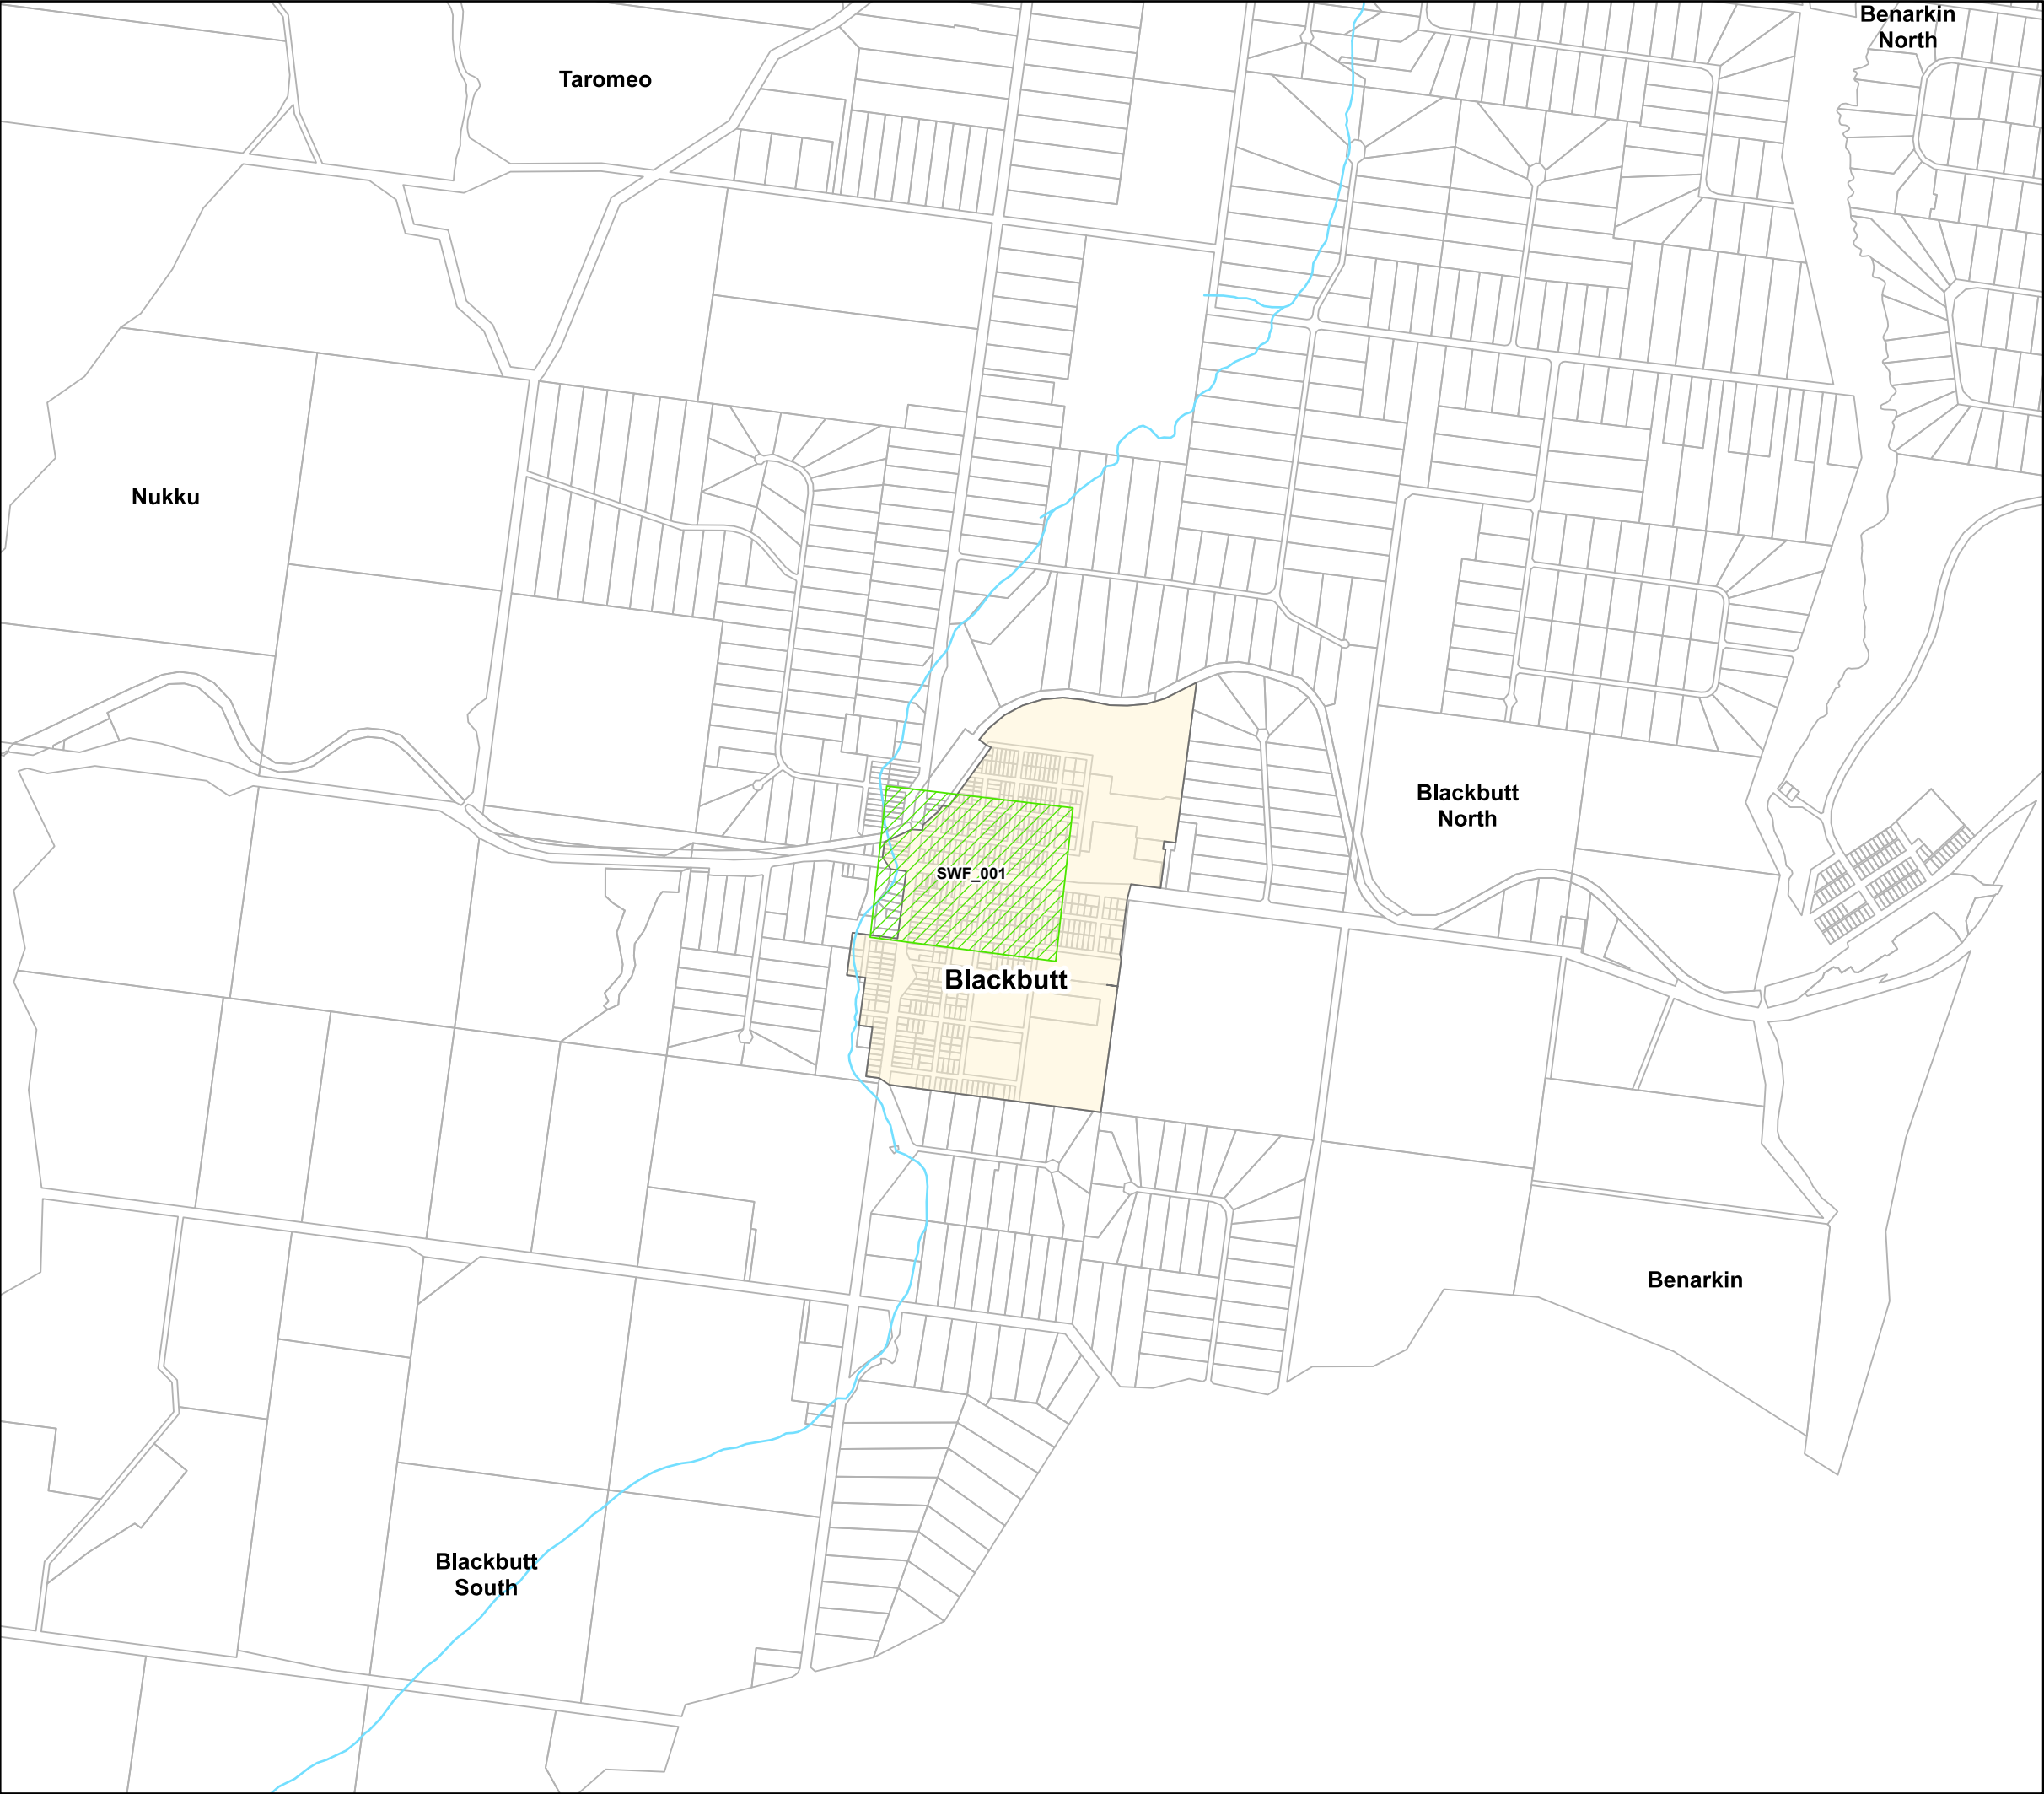 Benarkin
North
Taromeo
Nukku
Blackbutt
North
SWF_001
Blackbutt
Benarkin
Blackbutt
South